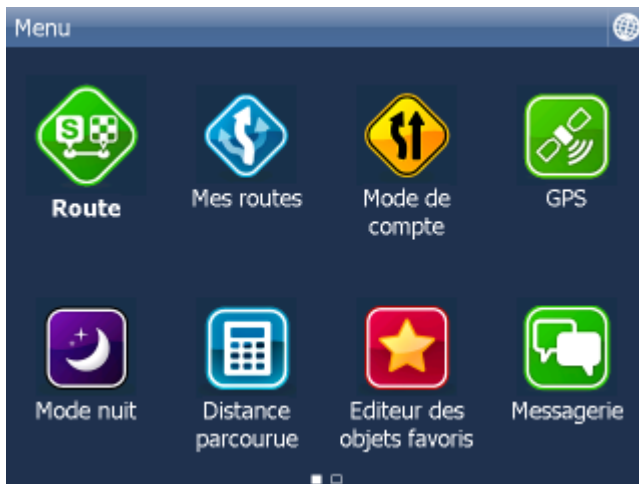 Menu
S
Route
Mes routes
Mode de
compte
GPS
Mode nuit
Distance
parcourue
Editeur des
objets favoris
Messagerie